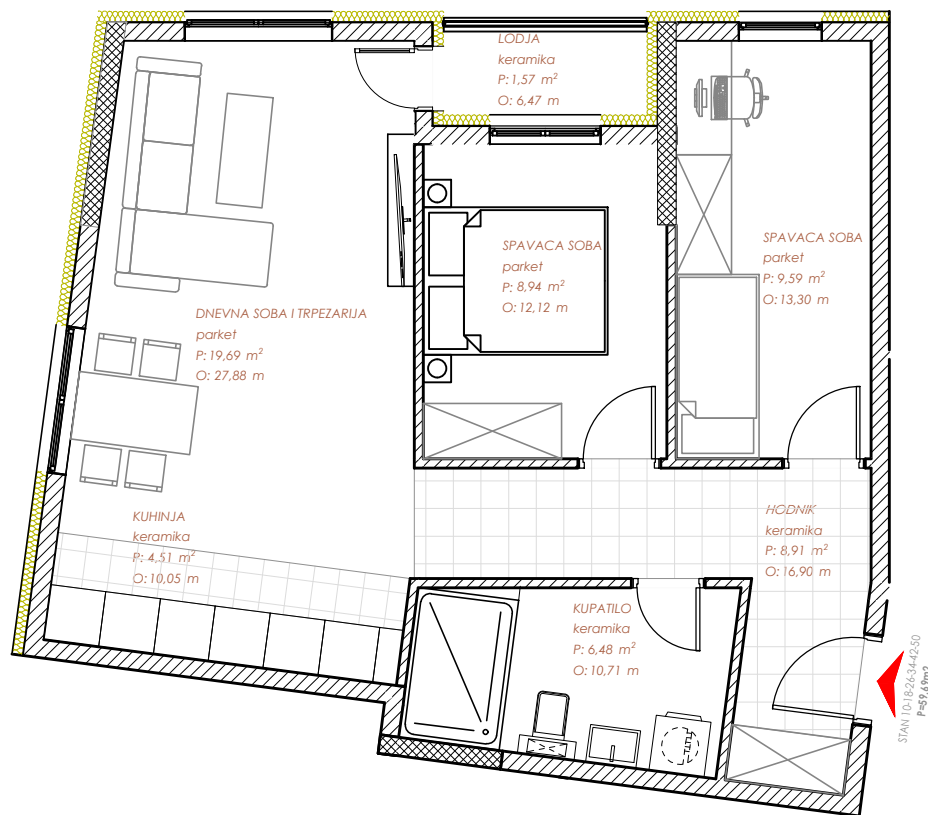 LODJA
keramika
P: 1,57 m²
O: 6,47 m
SPAVACA SOBA
parket
P: 8,94 m²
O: 12,12 m
SPAVACA SOBA
parket
P: 9,59 m²
O: 13,30 m
DNEVNA SOBA I TRPEZARIJA
parket
P: 19,69 m²
O: 27,88 m
KUHINJA
keramika
P: 4,51 m²
O: 10,05 m
HODNIK
keramika
P: 8,91 m²
O: 16,90 m
KUPATILO
keramika
P: 6,48 m²
O: 10,71 m
STAN 10-18-26-34-42-50
P=59,69m2